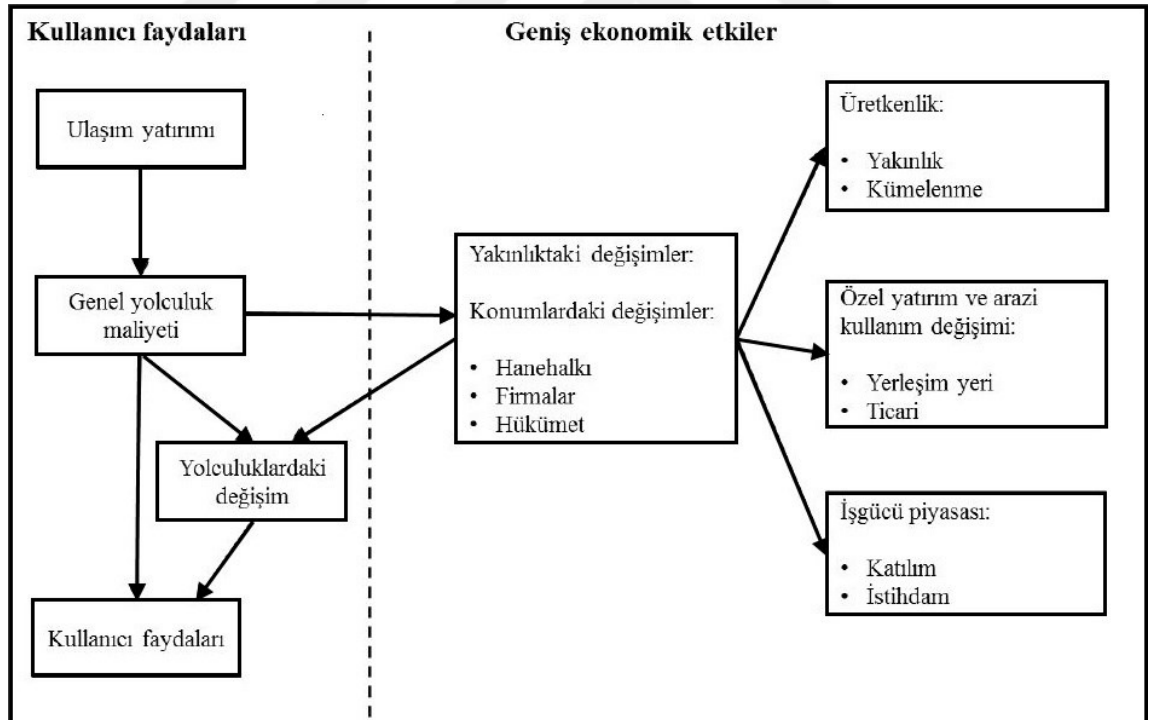 Kullanıcı faydaları
Geniş ekonomik etkiler
Ulaşım yatırımı
Genel yolculuk
maliyeti
Yolculuklardaki
değişim
Kullanıcı faydaları
Yakınlıktaki değişimler:
Konumlardaki değişimler:
• Hanehalkı
• Firmalar
• Hükümet
Üretkenlik:
• Yakınlık
• Kümelenme
Özel yatırım ve arazi
kullanım değişimi:
• Yerleşim yeri
• Ticari
İşgücü piyasası:
• Katılım
• İstihdam